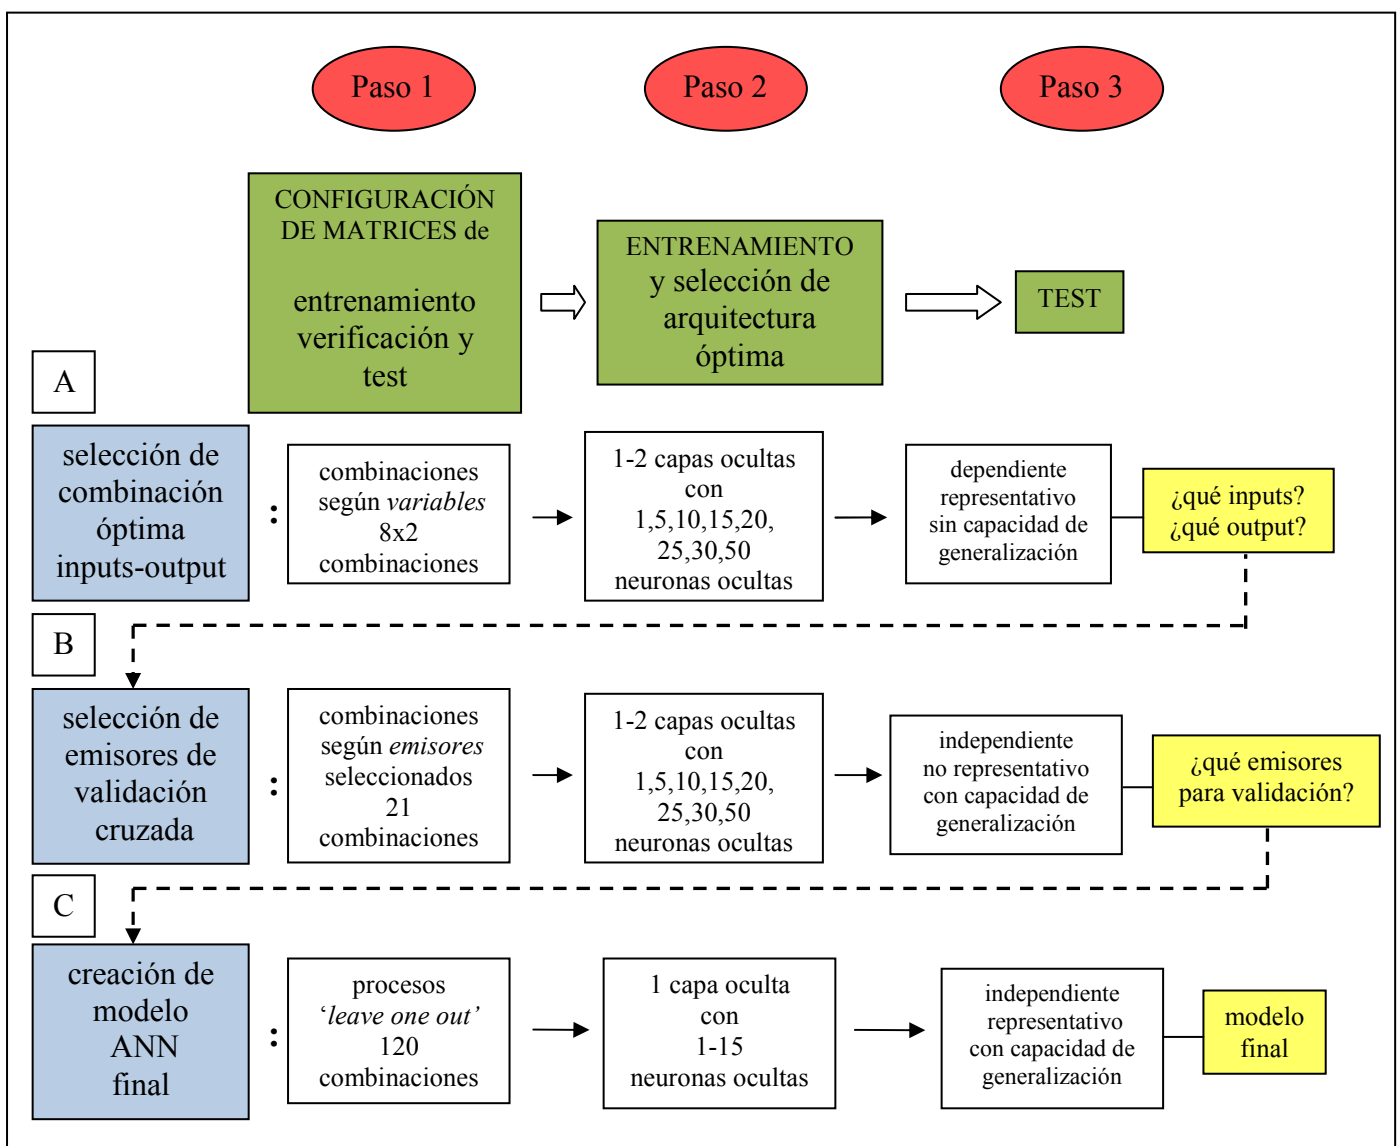 Paso 1
Paso 2
Paso 3
CONFIGURACIÓN
DE MATRICES de
entrenamiento
verificación y
test
ENTRENAMIENTO
y selección de
arquitectura
óptima
TEST
A
selección de
combinación
óptima
inputs-output
:
combinaciones
según variables
8x2
combinaciones
1-2 capas ocultas
con
1,5,10,15,20,
25,30,50
neuronas ocultas
dependiente
representativo
sin capacidad de
generalización
¿qué inputs?
¿qué output?
B
selección de
emisores de
validación
cruzada
:
combinaciones
según emisores
seleccionados
21
combinaciones
1-2 capas ocultas
con
1,5,10,15,20,
25,30,50
neuronas ocultas
independiente
no representativo
con capacidad de
generalización
¿qué emisores
para validación?
C
creación de
modelo
ANN
final
:
procesos
‘leave one out’
120
combinaciones
1 capa oculta
con
1-15
neuronas ocultas
independiente
representativo
con capacidad de
generalización
modelo
final